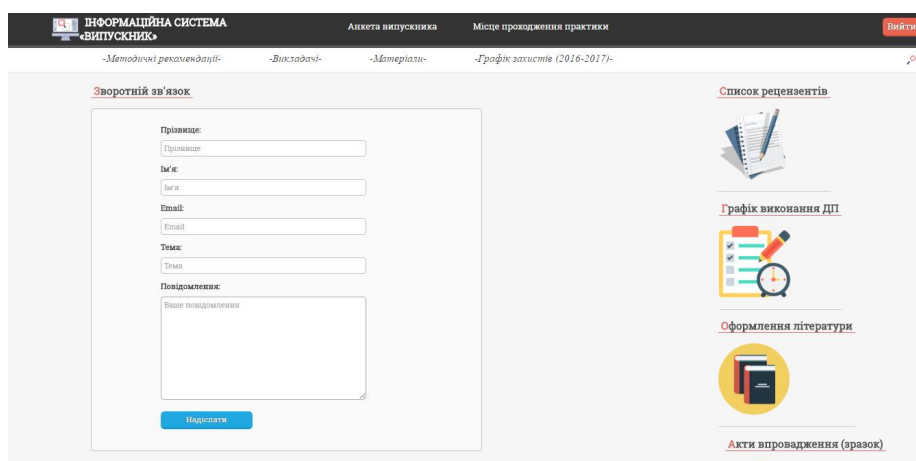 ІНФОРМАЦІЙНА СИСТЕМА
«ВИПУСКНИК»
Анкета випускника
Місце проходження практики
Вийти
-Методичні рекомендації-
-Викладачі-
-Матеріали-
-Графік захистів (2016-2017)-
Зворотній зв'язок
Прізвище:
Прізвище
Ім'я:
Ім'я
Email:
Email
Тема:
Тема
Повідомлення:
Ваше повідомлення
Надіслати
Список рецензентів
Графік виконання ДП
Оформлення літератури
Акти впровадження (зразок)